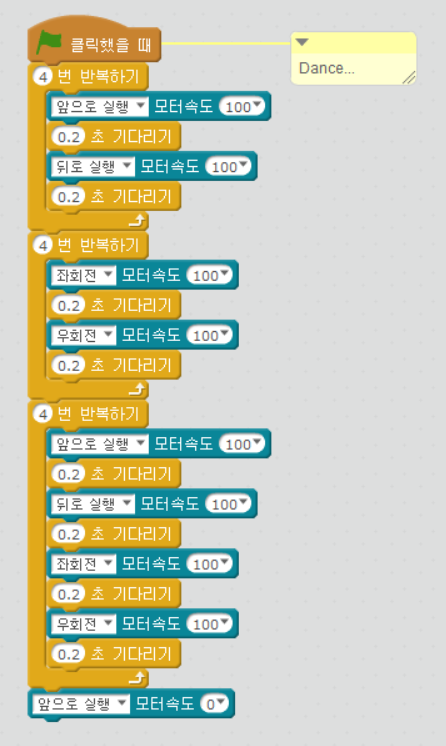 클릭했을 때
Dance...
4 번 반복하기
앞으로 실행 모터속도 100
0.2 초 기다리기
뒤로 실행 모터속도 100
0.2 초 기다리기
4 번 반복하기
좌회전 모터속도 100
0.2 초 기다리기
우회전 모터속도 100
0.2 초 기다리기
4 번 반복하기
앞으로 실행 모터속도 100
0.2 초 기다리기
뒤로 실행 모터속도 100
0.2 초 기다리기
좌회전 모터속도 100
0.2 초 기다리기
우회전 모터속도 100
0.2 초 기다리기
앞으로 실행 모터속도 0